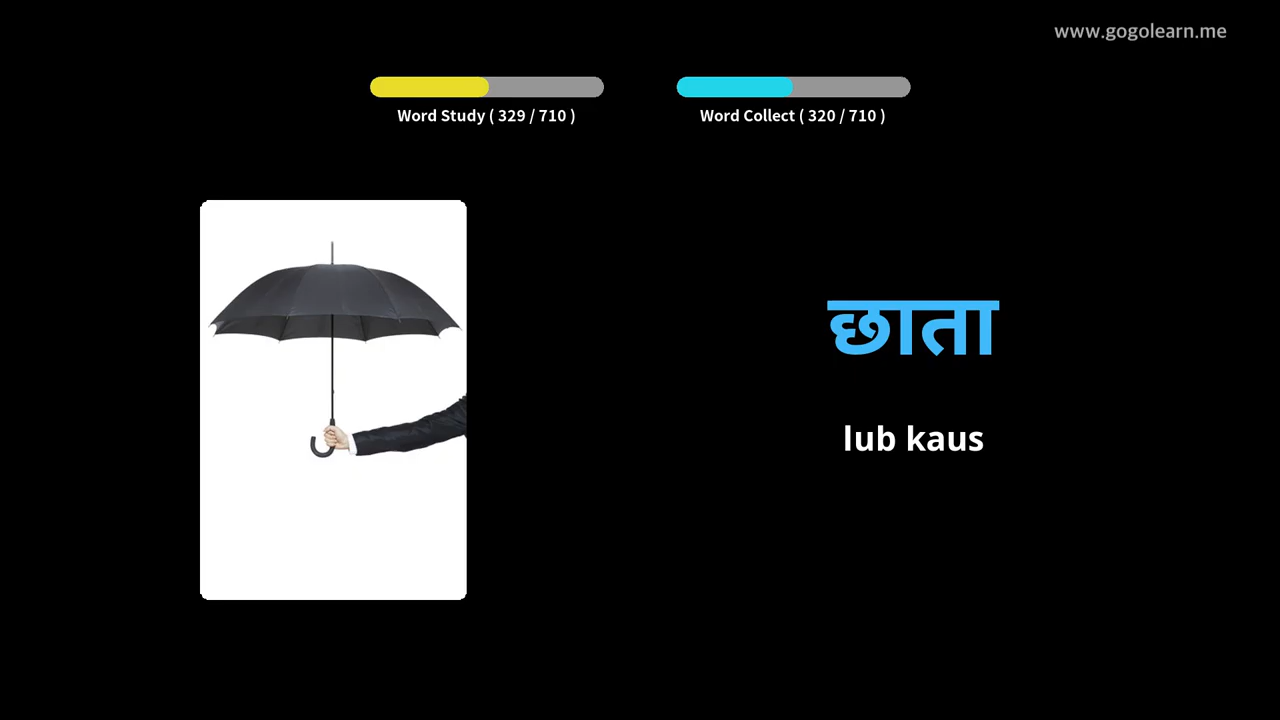 www.gogolearn.me
Word Study ( 329 / 710 )
Word Collect ( 320 / 710 )
छाता
lub kaus